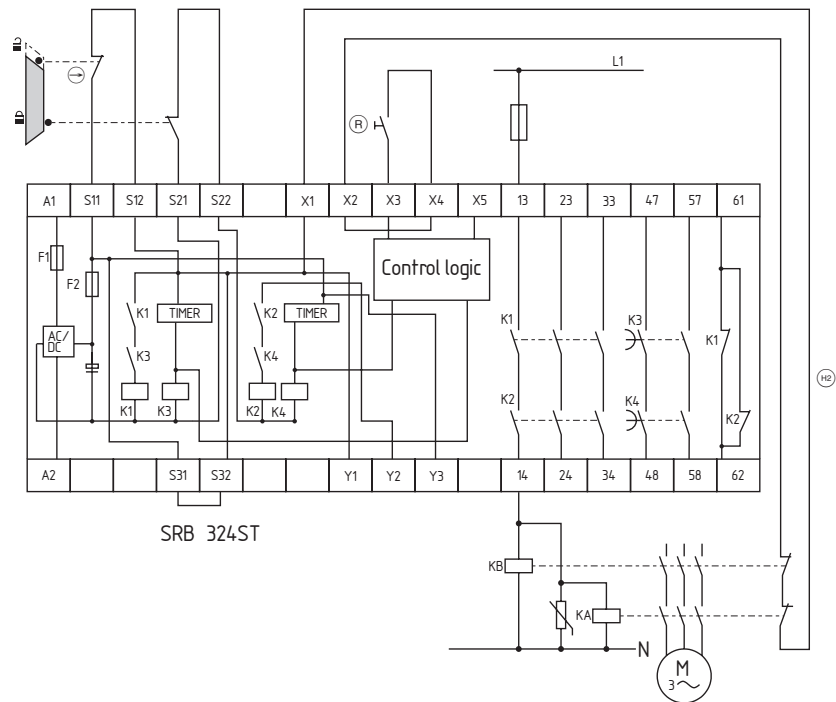 L1
R
A1 S11 S12 S21 S22 X1 X2 X3 X4 X5 13 23 33 47 57 61
F1
F2
Control logic
K1 TIMER K2 TIMER
K1 K3
AC/
DC
K3 K4
K1
K1 K3 K2 K4
K2 K4
K2
H2
A2 S31 S32 Y1 Y2 Y3 14 24 34 48 58 62
SRB 324ST
KB
KA
N
M
3